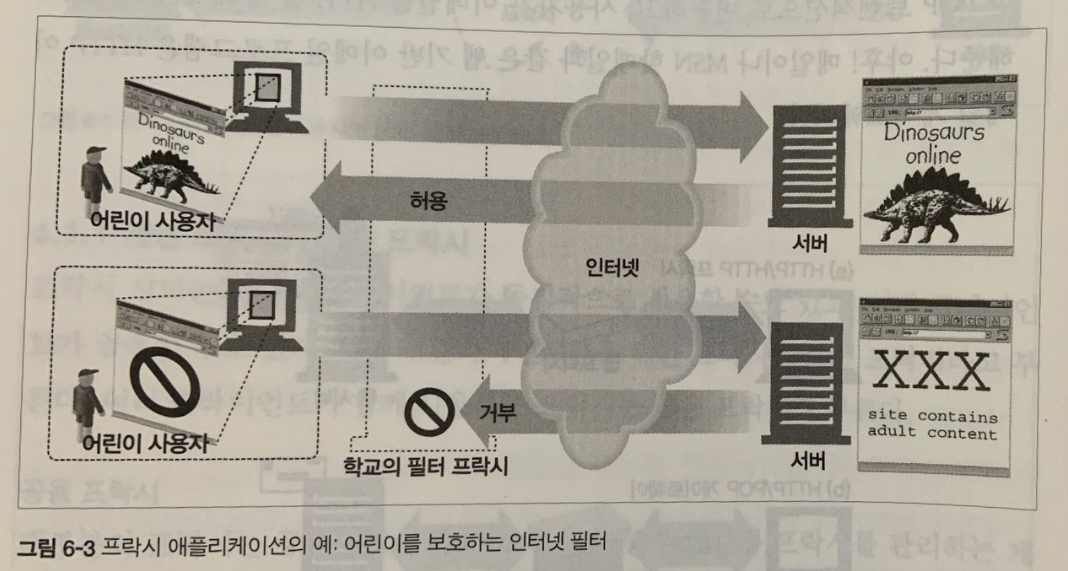 Dinosaurs
online
어린이 사용자
허용
서버
Dinosaurs
online
인터넷
어린이 사용자
거부
학교의 필터 프락시
서버
XXX
site contains
adult content
그림 6-3 프락시 애플리케이션의 예: 어린이를 보호하는 인터넷 필터